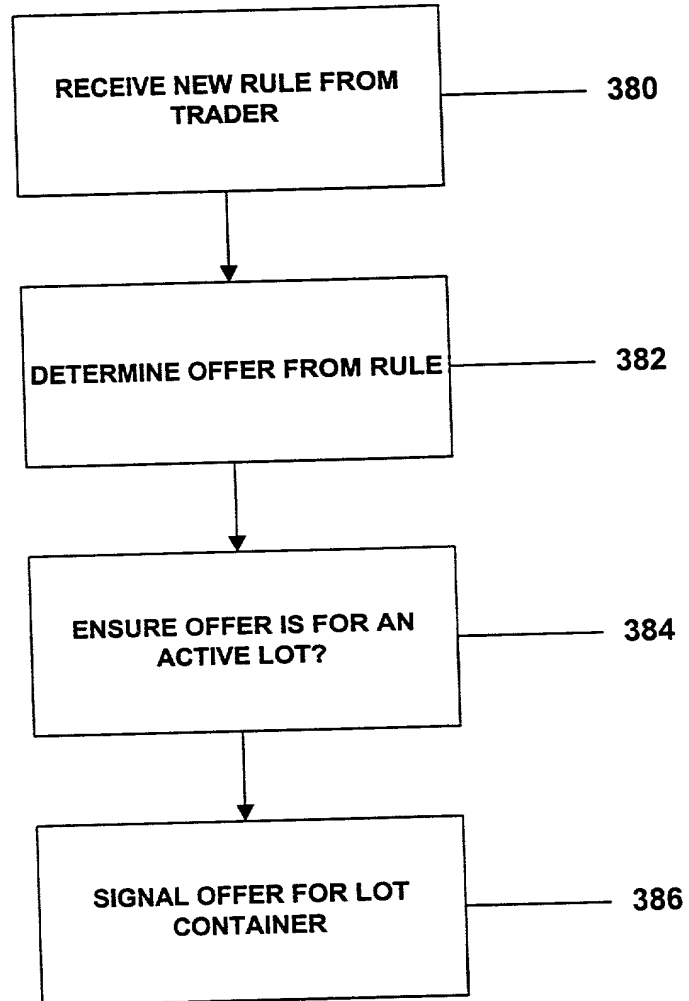 RECEIVE NEW RULE FROM
TRADER
380
DETERMINE OFFER FROM RULE
382
ENSURE OFFER IS FOR AN
ACTIVE LOT?
384
SIGNAL OFFER FOR LOT
CONTAINER
386